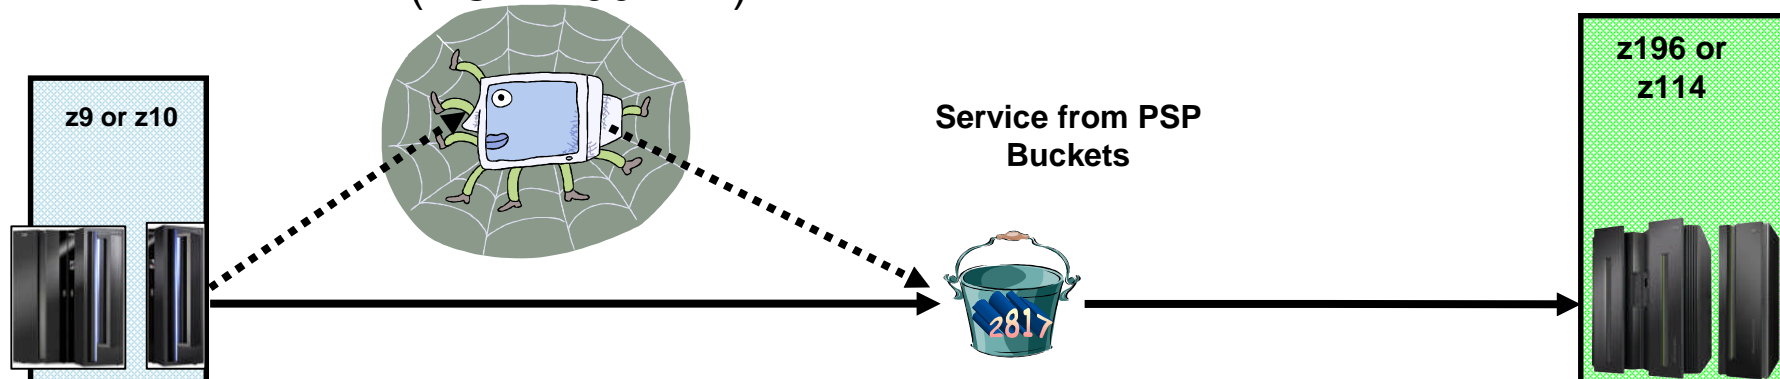 z9 or z10
Service from PSP
Buckets
2817
z196 or
z114